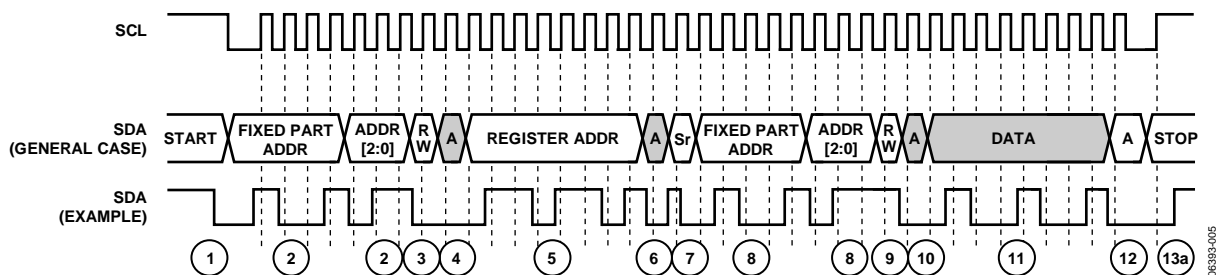 SCL
SDA
(GENERAL CASE)
START
FIXED PART
ADDR
ADDR
[2:0]
R
W
A
REGISTER ADDR
A
Sr
FIXED PART
ADDR
ADDR
[2:0]
R
W
A
DATA
A
STOP
SDA
(EXAMPLE)
1
2
2
3
4
5
6
7
8
8
9
10
11
12
13a
06393-005